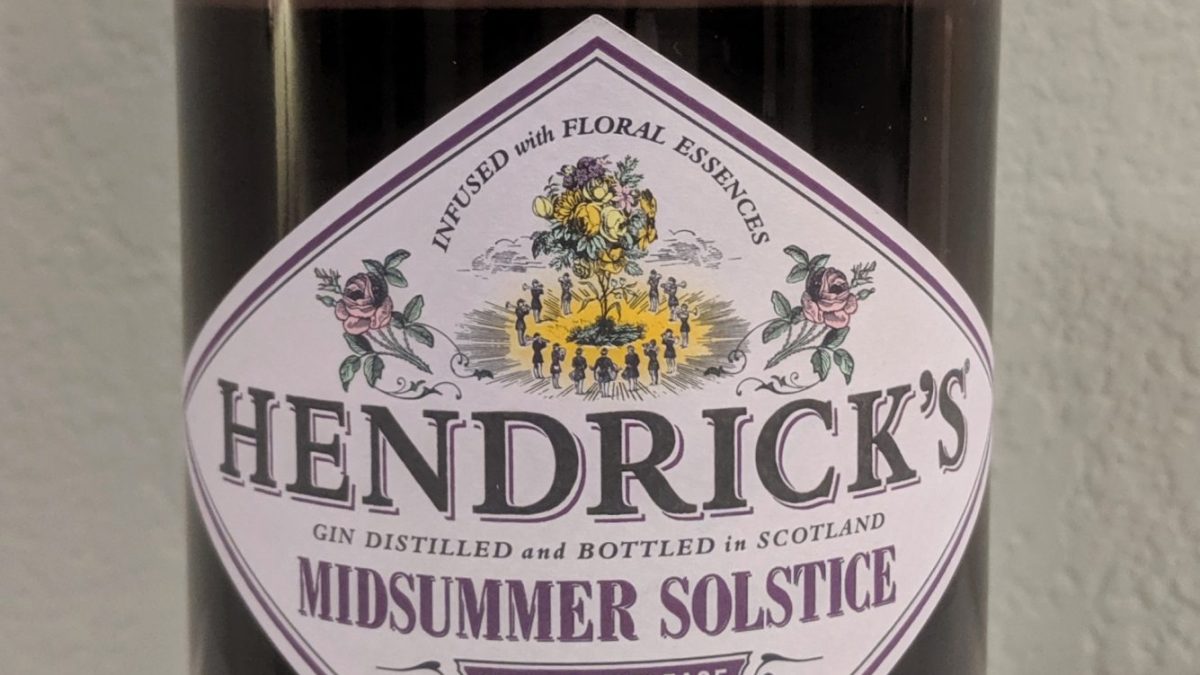 INFUSED with FLORAL ESSENCES
HENDRICK'S®
GIN DISTILLED and BOTTLED in SCOTLAND
MIDSUMMER SOLSTICE